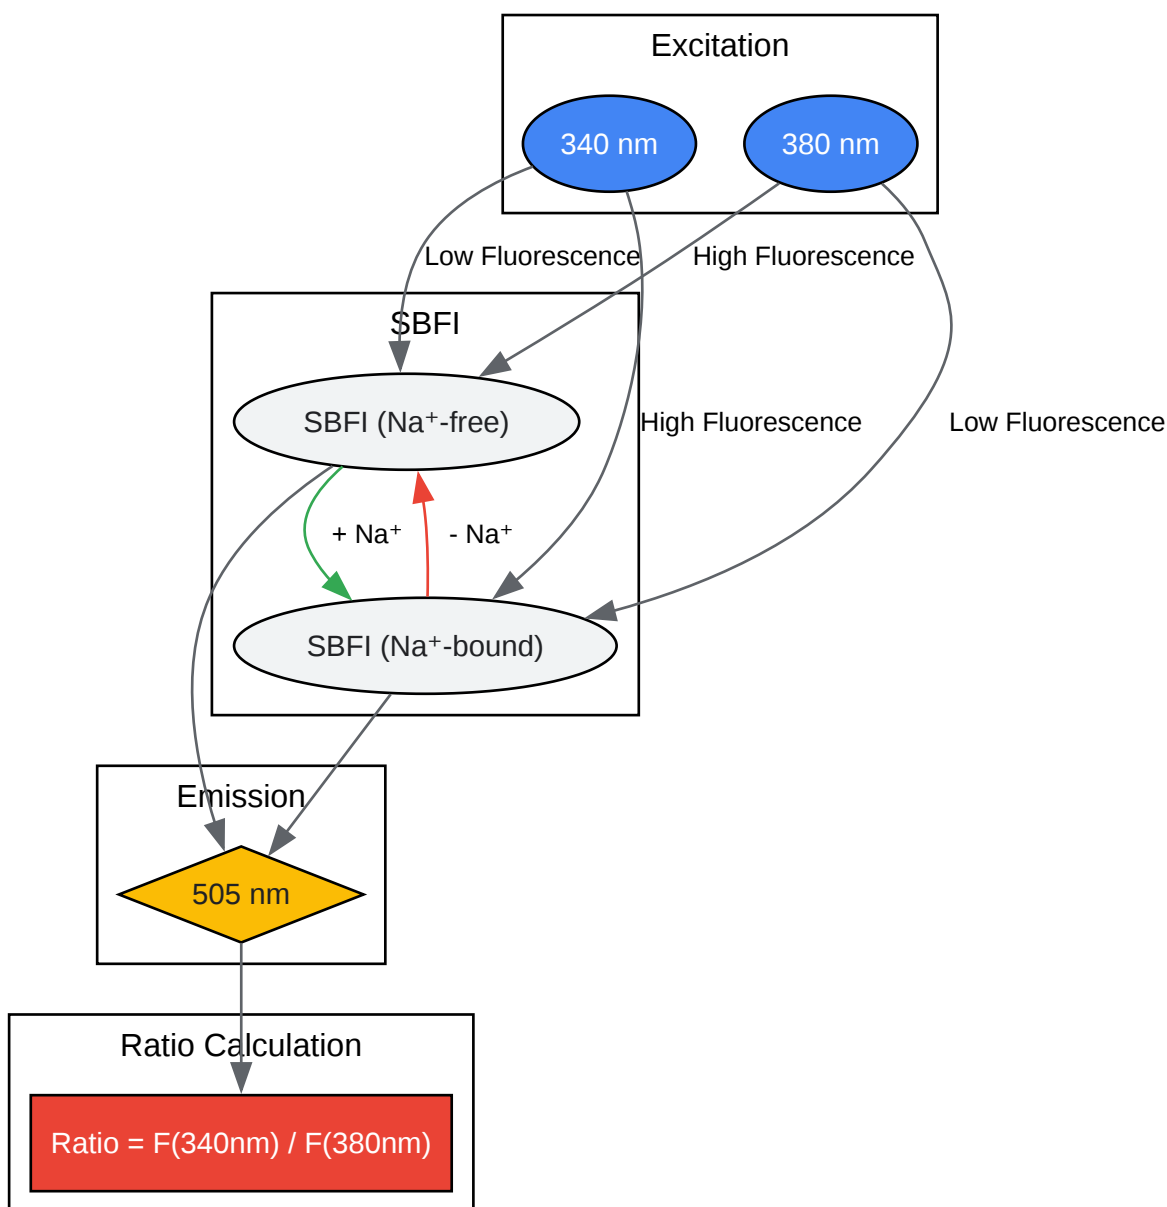 Excitation
340 nm
380 nm
Low Fluorescence
High Fluorescence
SBFI
SBFI (Na⁺-free)
High Fluorescence
Low Fluorescence
+ Na⁺
- Na⁺
SBFI (Na⁺-bound)
Emission
505 nm
Ratio Calculation
Ratio = F(340nm) / F(380nm)